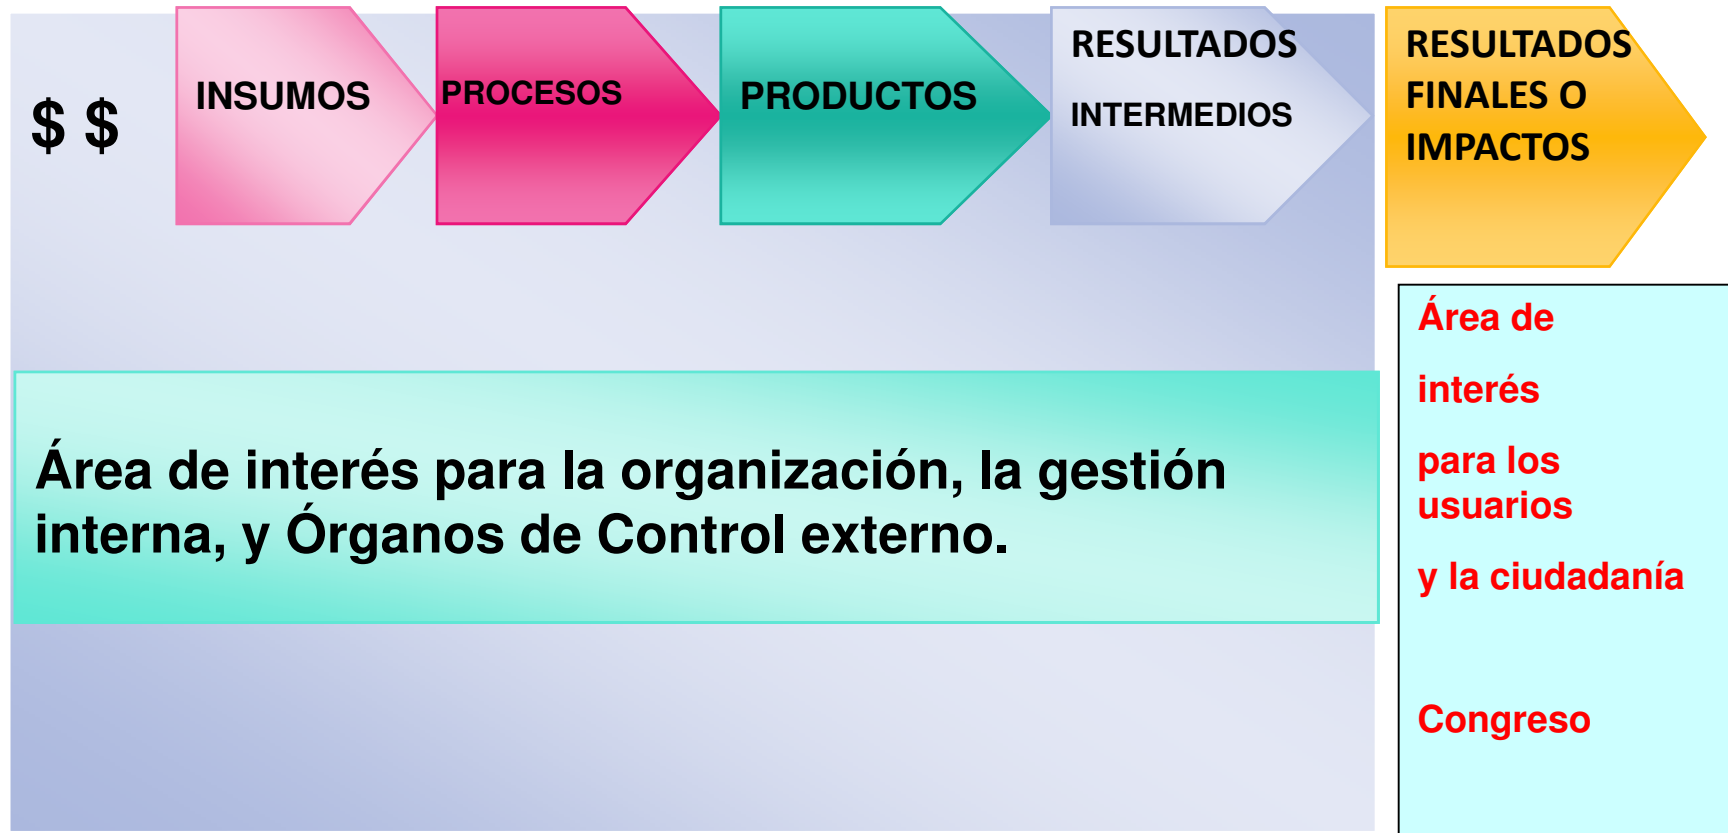 $ $
INSUMOS
PROCESOS
PRODUCTOS
RESULTADOS
INTERMEDIOS
RESULTADOS
FINALES O
IMPACTOS
Área de interés para la organización, la gestión
interna, y Órganos de Control externo.
Área de
interés
para los
usuarios
y la ciudadanía
Congreso